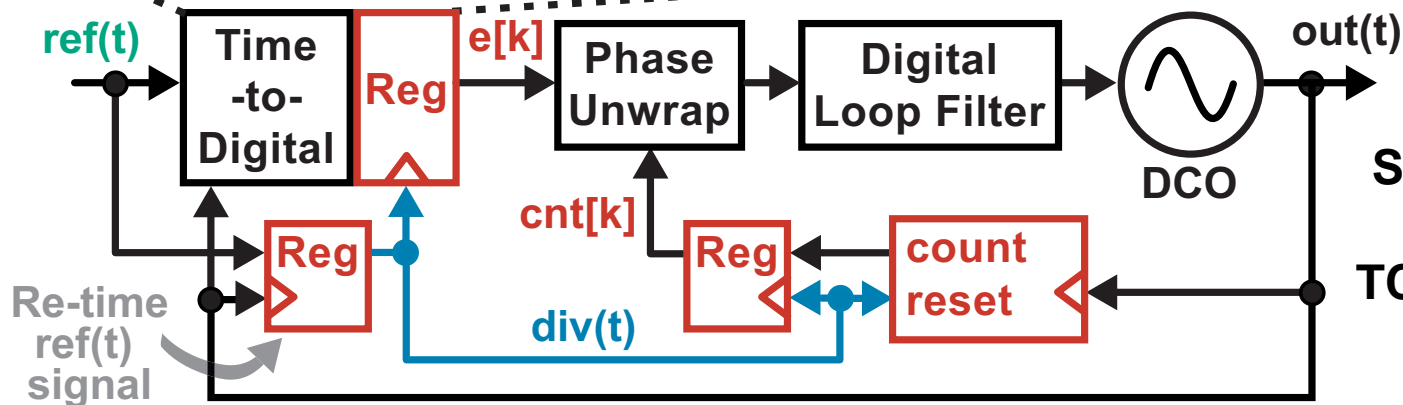 ref(t)
Time
-to-
Digital
Reg
e[k]
Phase
Unwrap
Digital
Loop Filter
DCO
out(t)
S
cnt[k]
Reg
Reg
count
reset
TC
Re-time
ref(t)
signal
div(t)